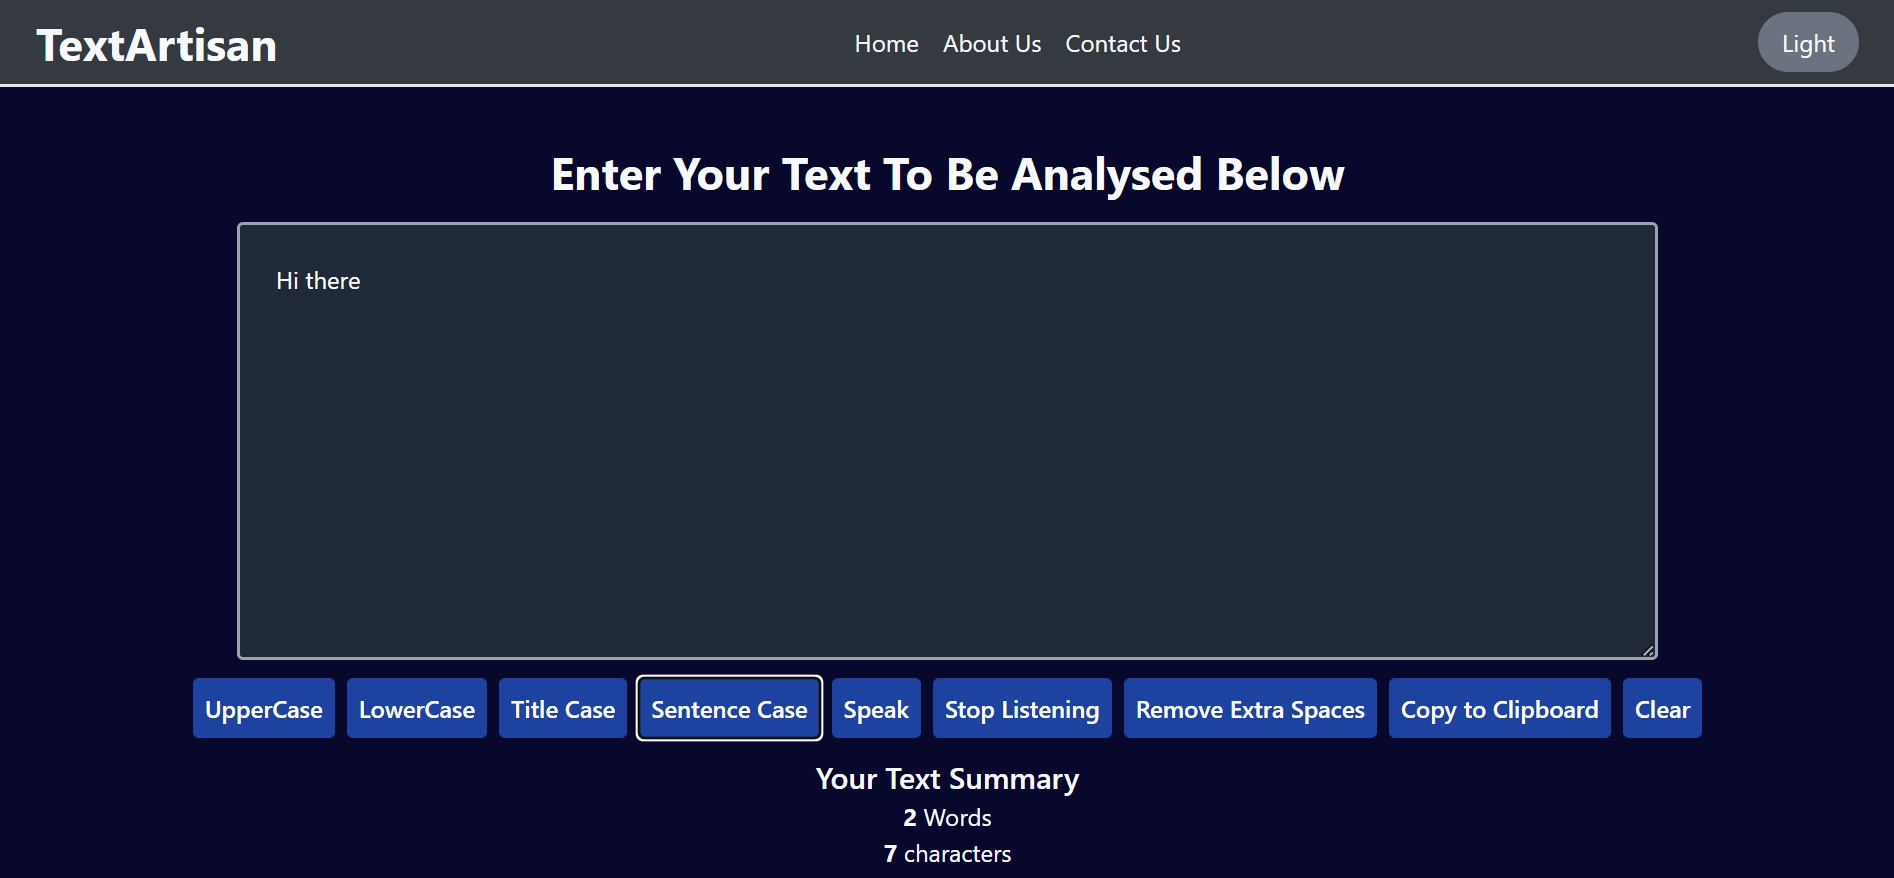 TextArtisan Home About Us Contact Us Light
Enter Your Text To Be Analysed Below
Hi there
UpperCase LowerCase Title Case Sentence Case Speak Stop Listening Remove Extra Spaces Copy to Clipboard Clear
Your Text Summary
2 Words
7 characters